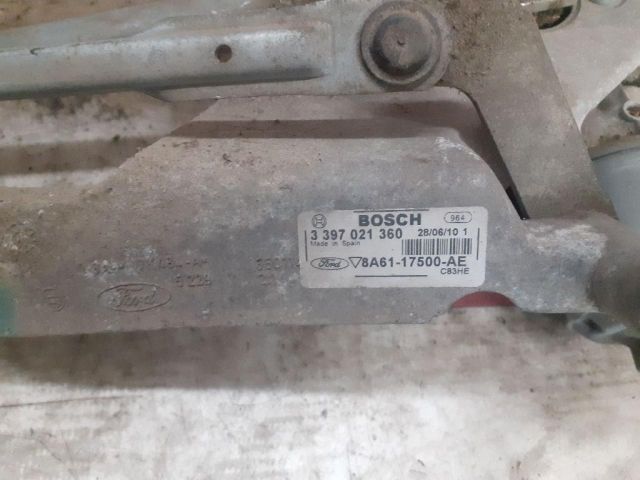 BOSCH 964
3 397 021 360 28/06/10 1
Made in Spain
Ford 8A61-17500-AE
C83HE
Ford